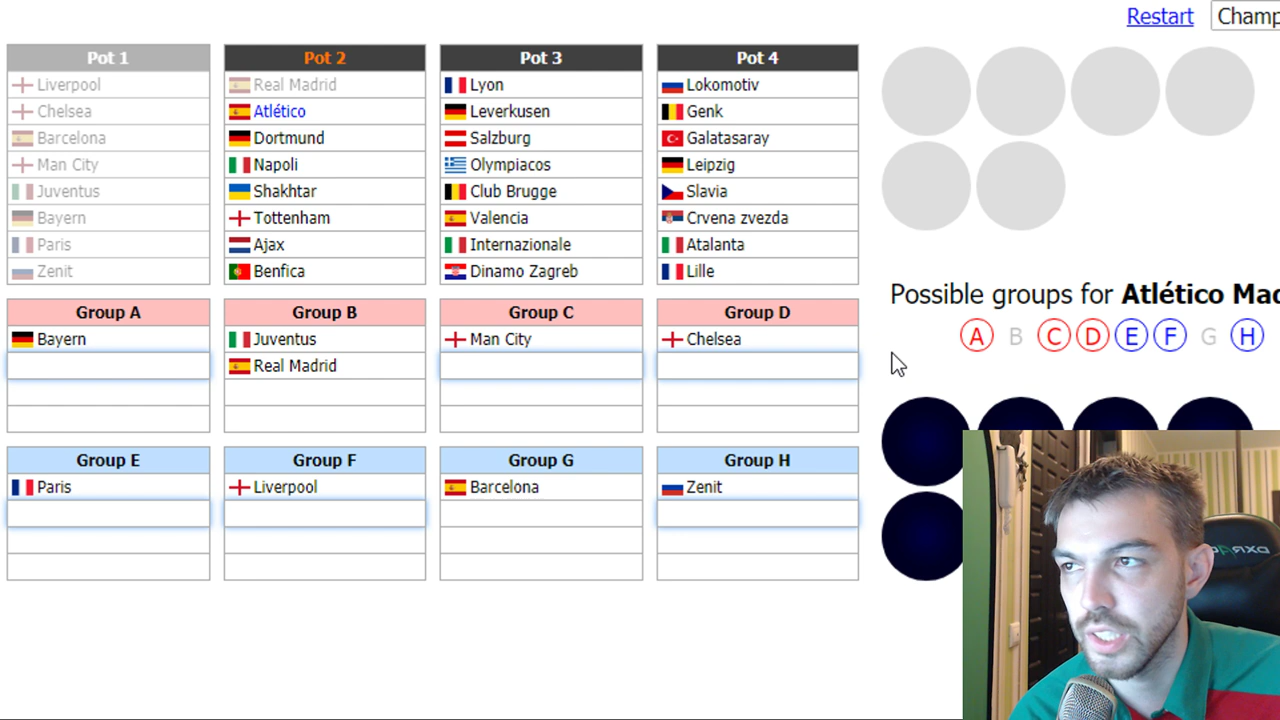 Restart Champ
Pot 1 Pot 2 Pot 3 Pot 4
Liverpool Real Madrid Lyon Lokomotiv
Chelsea Atlético Leverkusen Genk
Barcelona Dortmund Salzburg Galatasaray
Man City Napoli Olympiacos Leipzig
Juventus Shakhtar Club Brugge Slavia
Bayern Tottenham Valencia Crvena zvezda
Paris Ajax Internazionale Atalanta
Zenit Benfica Dinamo Zagreb Lille
Possible groups for Atlético Mad
A B C D E F G H
Group A Group B Group C Group D
Bayern Juventus Man City Chelsea
Real Madrid
Group E Group F Group G Group H
Paris Liverpool Barcelona Zenit
DXRA